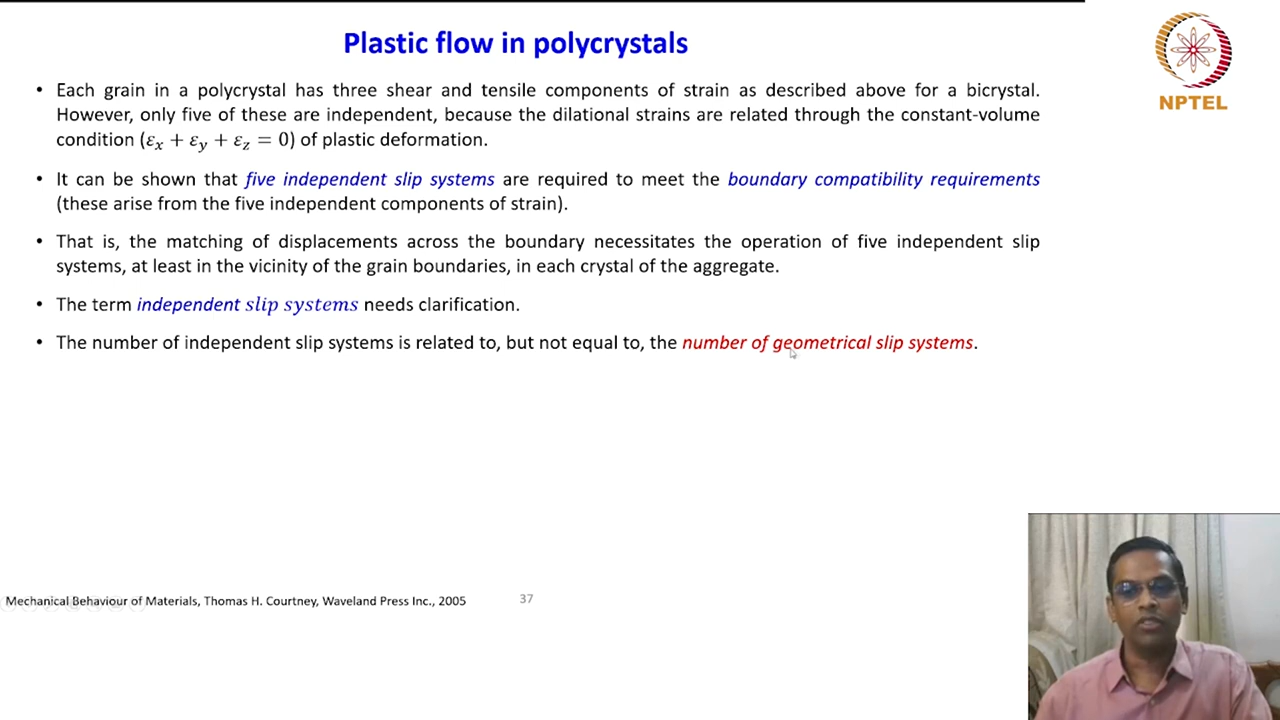 Plastic flow in polycrystals
NPTEL
• Each grain in a polycrystal has three shear and tensile components of strain as described above for a bicrystal.
However, only five of these are independent, because the dilational strains are related through the constant-volume
condition (εₓ + ε_y + ε_z = 0) of plastic deformation.
• It can be shown that five independent slip systems are required to meet the boundary compatibility requirements
(these arise from the five independent components of strain).
• That is, the matching of displacements across the boundary necessitates the operation of five independent slip
systems, at least in the vicinity of the grain boundaries, in each crystal of the aggregate.
• The term independent slip systems needs clarification.
• The number of independent slip systems is related to, but not equal to, the number of geometrical slip systems.
Mechanical Behaviour of Materials, Thomas H. Courtney, Waveland Press Inc., 2005
37